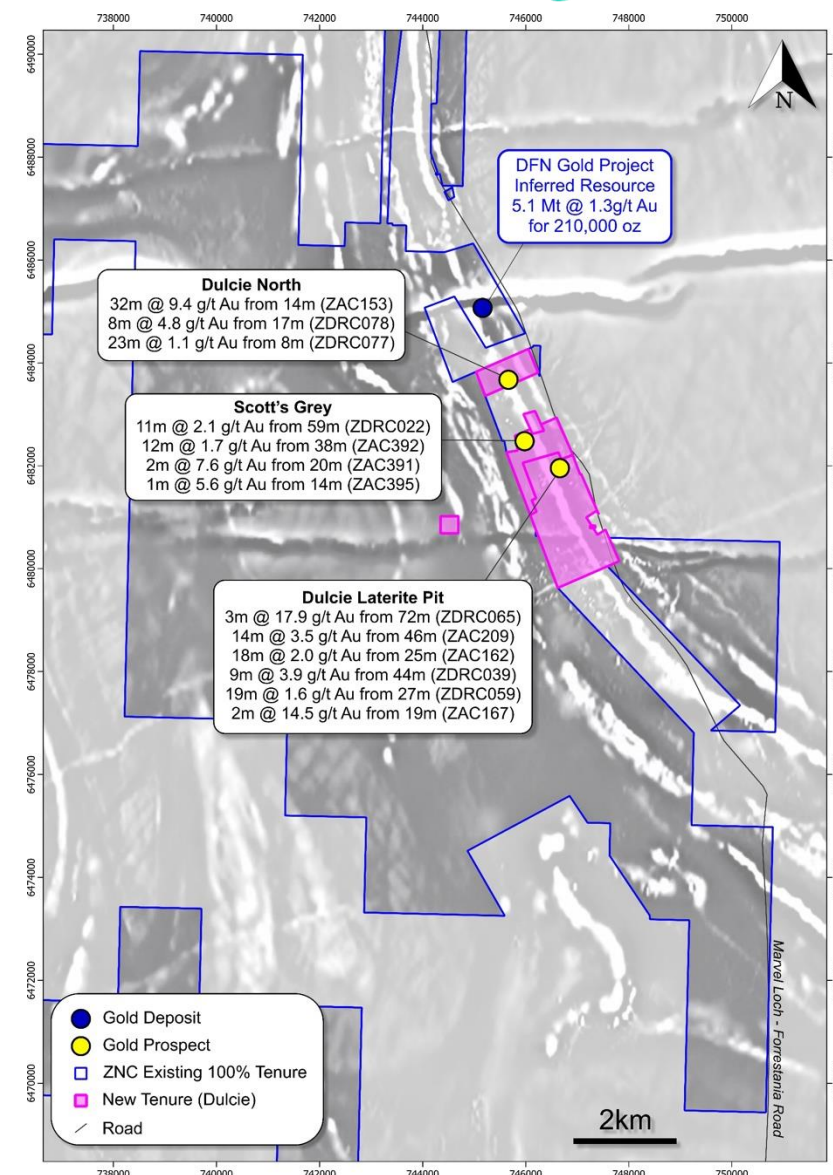 738000 740000 742000 744000 746000 748000 750000
6490000
6488000
6486000
6484000
6482000
6480000
6478000
6476000
6474000
6472000
6470000
N
DFN Gold Project
Inferred Resource
5.1 Mt @ 1.3g/t Au
for 210,000 oz
Dulcie North
32m @ 9.4 g/t Au from 14m (ZAC153)
8m @ 4.8 g/t Au from 17m (ZDRC078)
23m @ 1.1 g/t Au from 8m (ZDRC077)
Scott's Grey
11m @ 2.1 g/t Au from 59m (ZDRC022)
12m @ 1.7 g/t Au from 38m (ZAC392)
2m @ 7.6 g/t Au from 20m (ZAC391)
1m @ 5.6 g/t Au from 14m (ZAC395)
Dulcie Laterite Pit
3m @ 17.9 g/t Au from 72m (ZDRC065)
14m @ 3.5 g/t Au from 46m (ZAC209)
18m @ 2.0 g/t Au from 25m (ZAC162)
9m @ 3.9 g/t Au from 44m (ZDRC039)
19m @ 1.6 g/t Au from 27m (ZDRC059)
2m @ 14.5 g/t Au from 19m (ZAC167)
Marvel Loch - Forrestania Road
Gold Deposit
Gold Prospect
ZNC Existing 100% Tenure
New Tenure (Dulcie)
Road
2km
738000 740000 742000 744000 746000 748000 750000